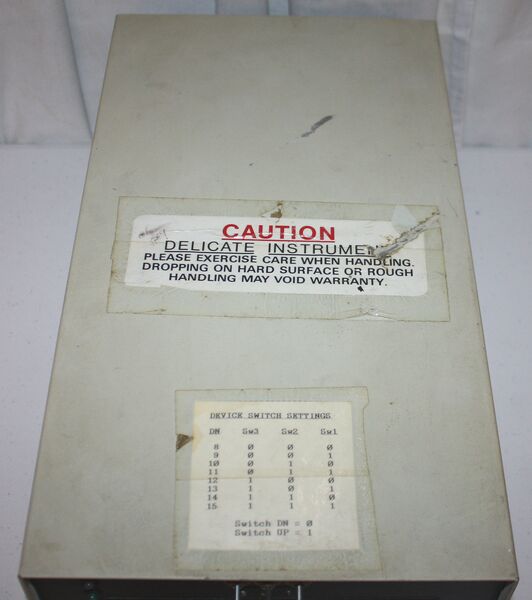 CAUTION
DELICATE INSTRUMENT
PLEASE EXERCISE CARE WHEN HANDLING.
DROPPING ON HARD SURFACE OR ROUGH
HANDLING MAY VOID WARRANTY.
DEVICE SWITCH SETTINGS
DN Sw3 Sw2 Sw1
8 0 0 0
9 0 0 1
10 0 1 0
11 0 1 1
12 1 0 0
13 1 0 1
14 1 1 0
15 1 1 1
Switch DN = 0
Switch UP = 1